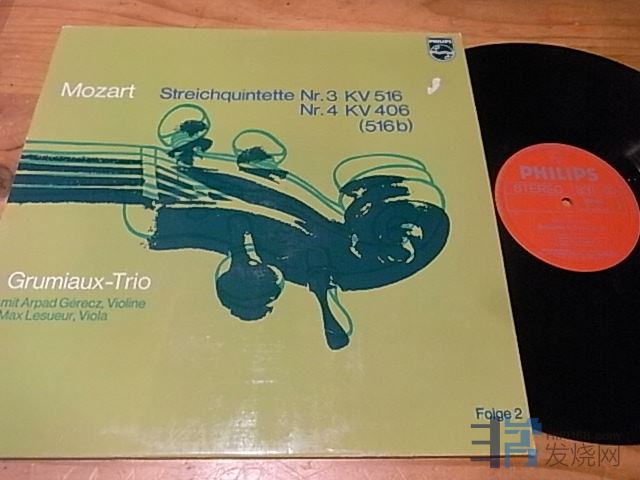 PHILIPS
Mozart
Streichquintette Nr.3 KV 516
Nr.4 KV 406
(516b)
Grumiaux-Trio
mit Arpad Gérecz, Violine
Max Lesueur, Viola
Folge 2
PHILIPS
STEREO
发烧网